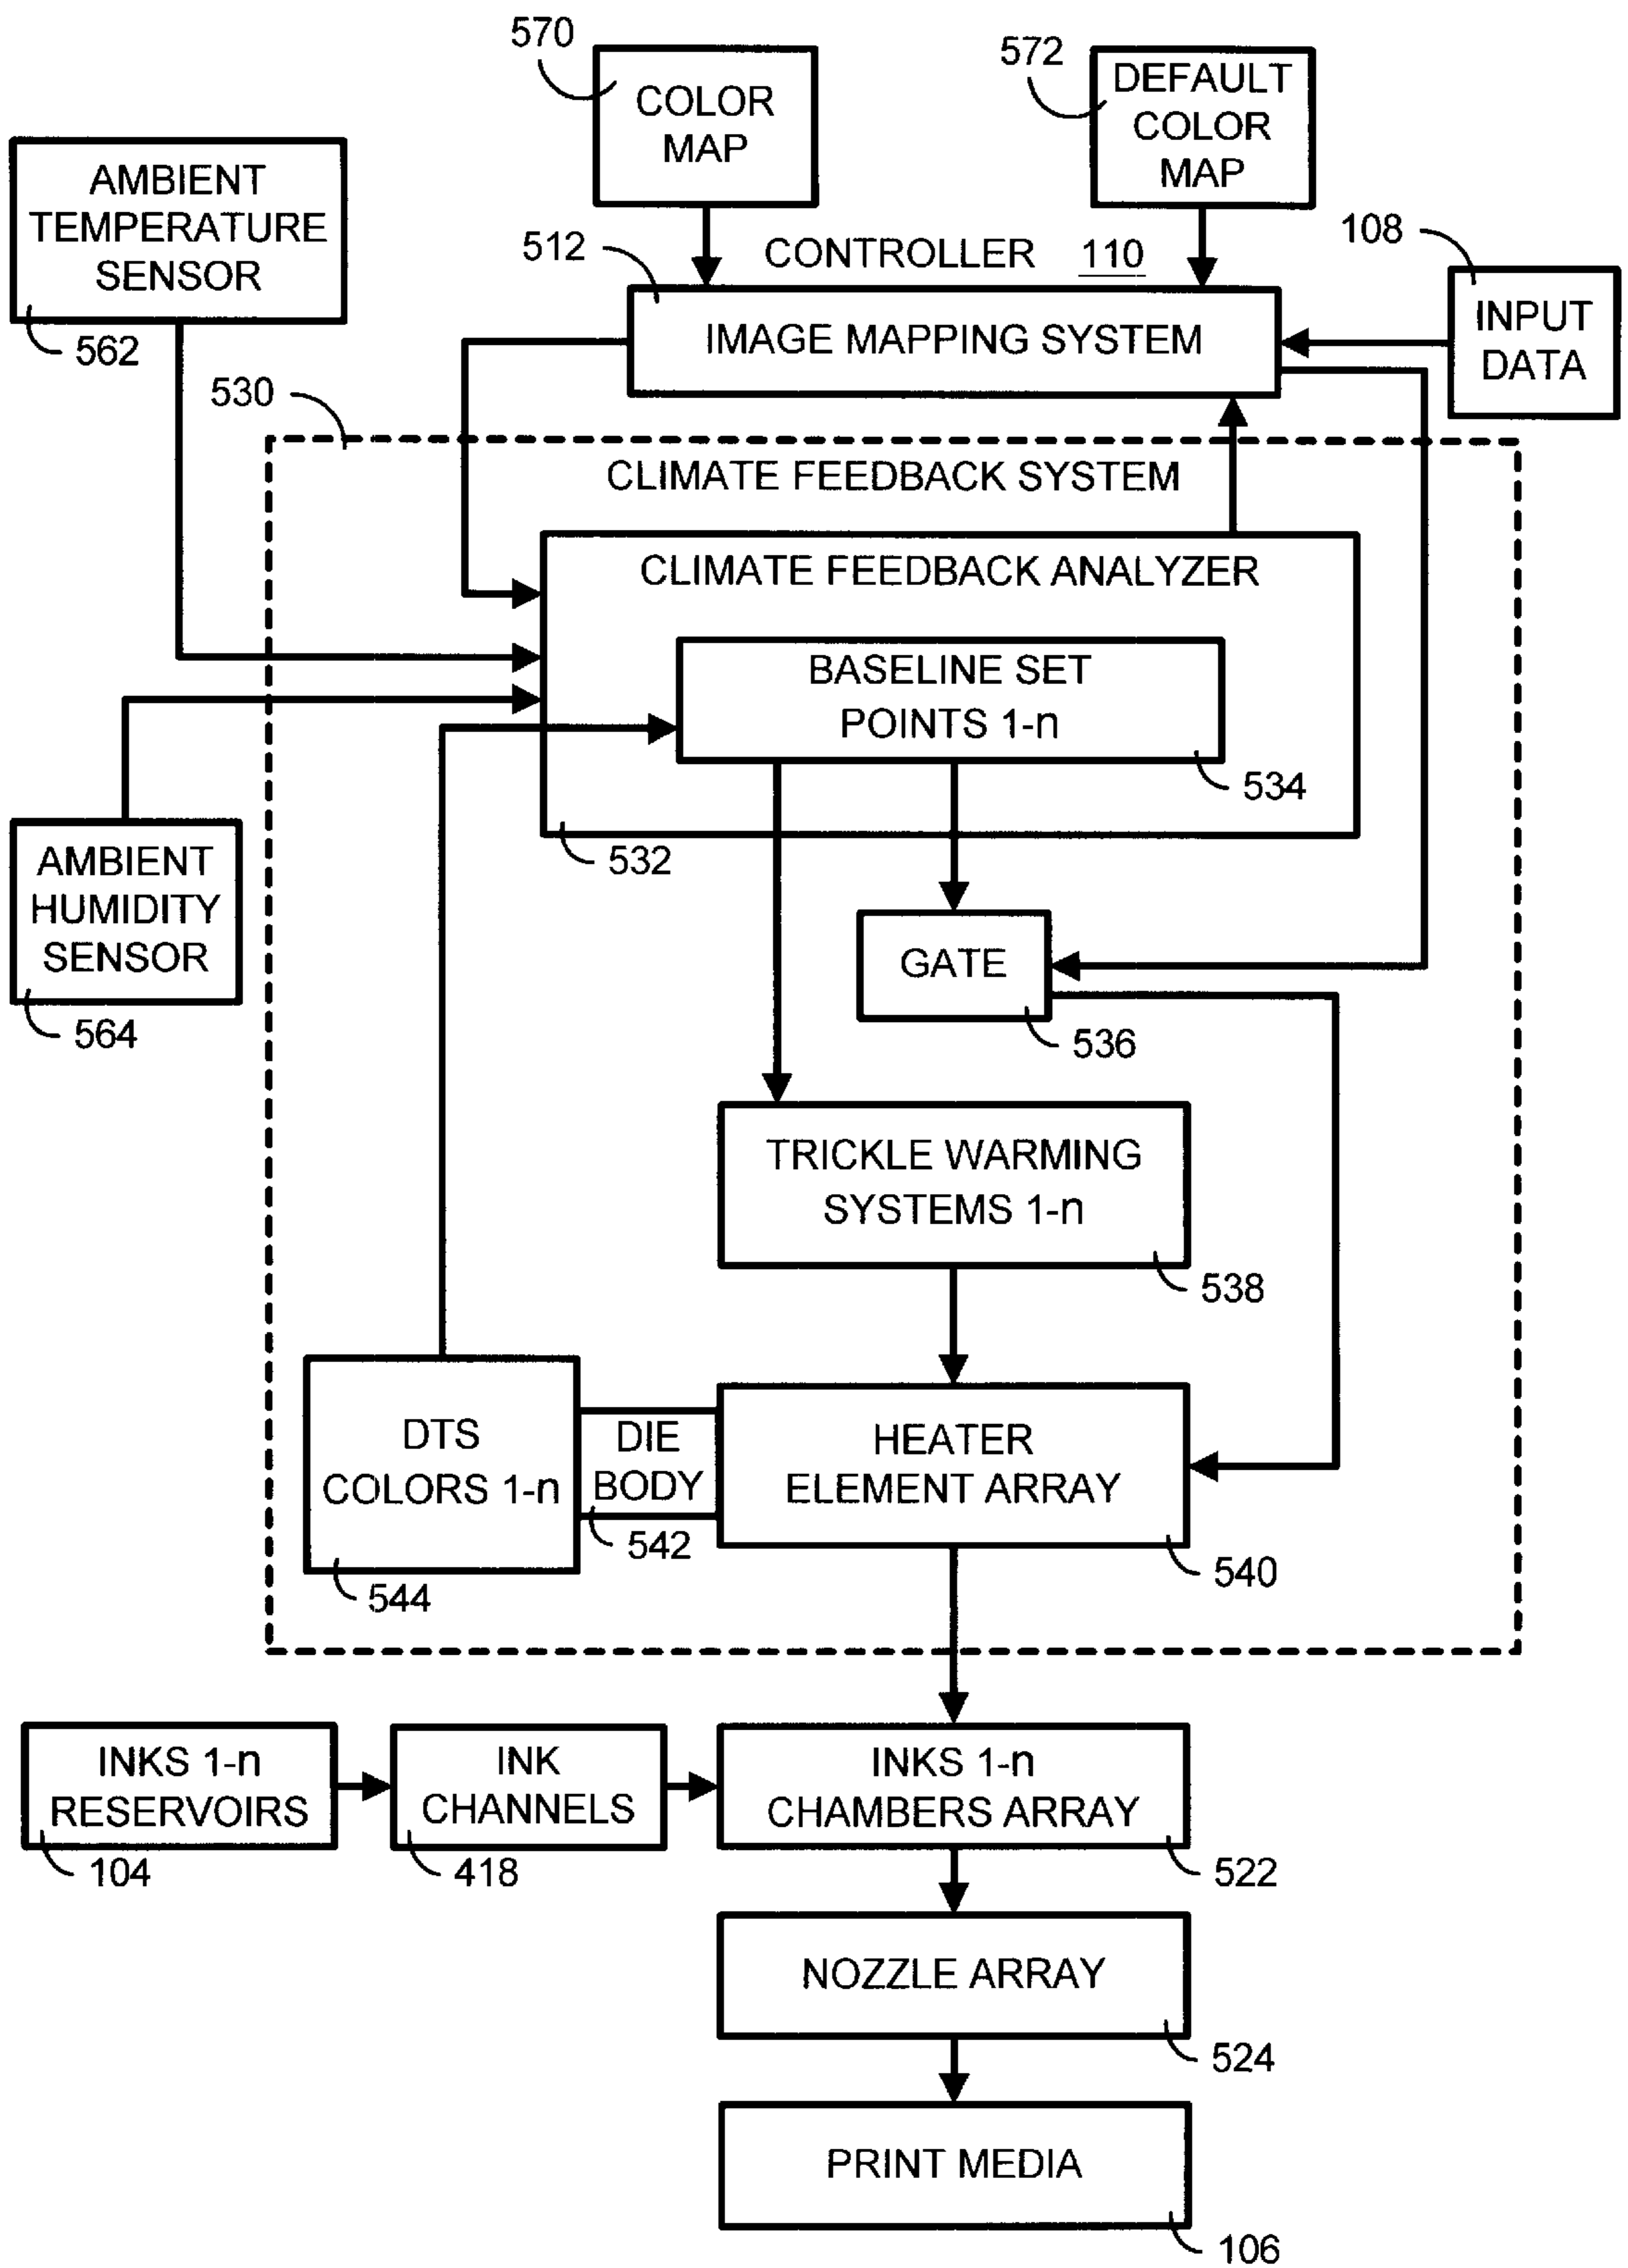 570
COLOR
MAP
572
DEFAULT
COLOR
MAP
AMBIENT
TEMPERATURE
SENSOR
562
512
CONTROLLER 110
108
INPUT
DATA
IMAGE MAPPING SYSTEM
530
CLIMATE FEEDBACK SYSTEM
CLIMATE FEEDBACK ANALYZER
BASELINE SET
POINTS 1-n
534
532
AMBIENT
HUMIDITY
SENSOR
564
GATE
536
TRICKLE WARMING
SYSTEMS 1-n
538
DTS
COLORS 1-n
544
DIE
BODY
542
HEATER
ELEMENT ARRAY
540
INKS 1-n
RESERVOIRS
104
INK
CHANNELS
418
INKS 1-n
CHAMBERS ARRAY
522
NOZZLE ARRAY
524
PRINT MEDIA
106